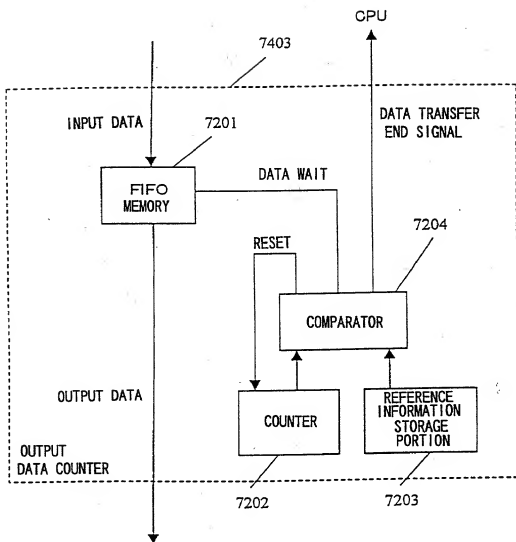 CPU
7403
INPUT DATA
7201
DATA TRANSFER
END SIGNAL
FIFO
MEMORY
DATA WAIT
7204
RESET
COMPARATOR
OUTPUT DATA
COUNTER
REFERENCE
INFORMATION
STORAGE
PORTION
OUTPUT
DATA COUNTER
7202
7203